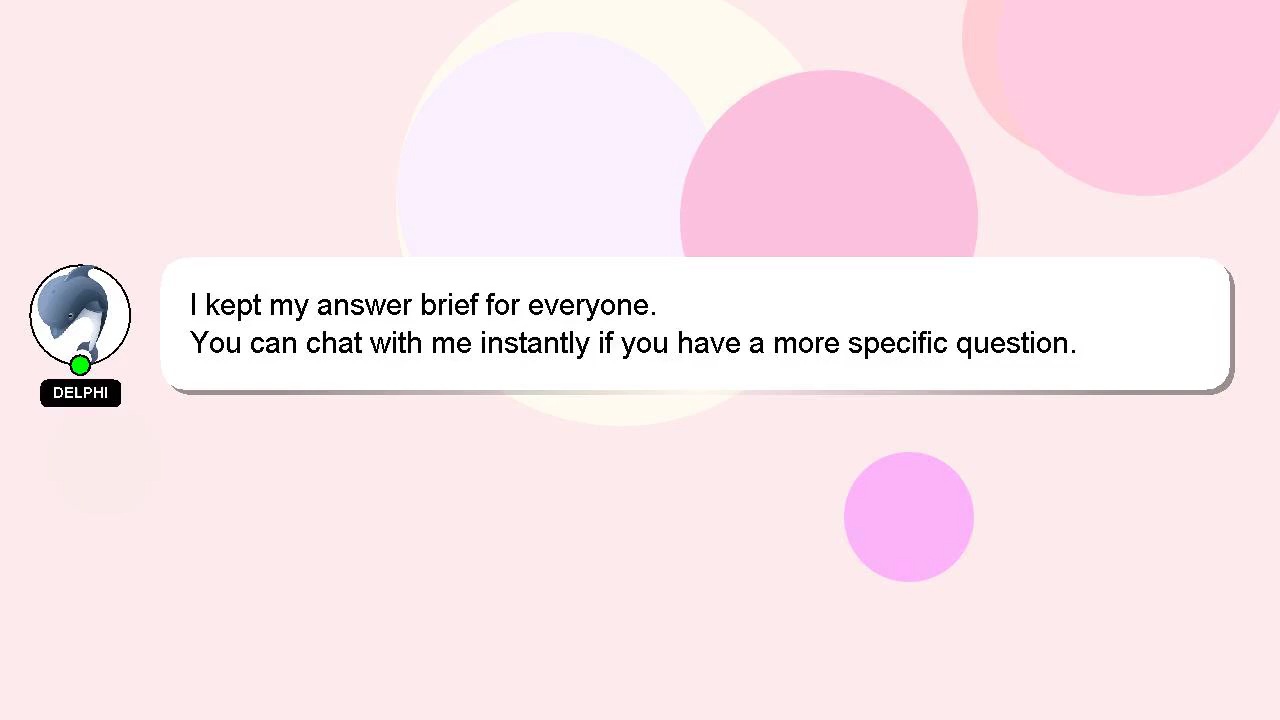 I kept my answer brief for everyone.
You can chat with me instantly if you have a more specific question.
DELPHI